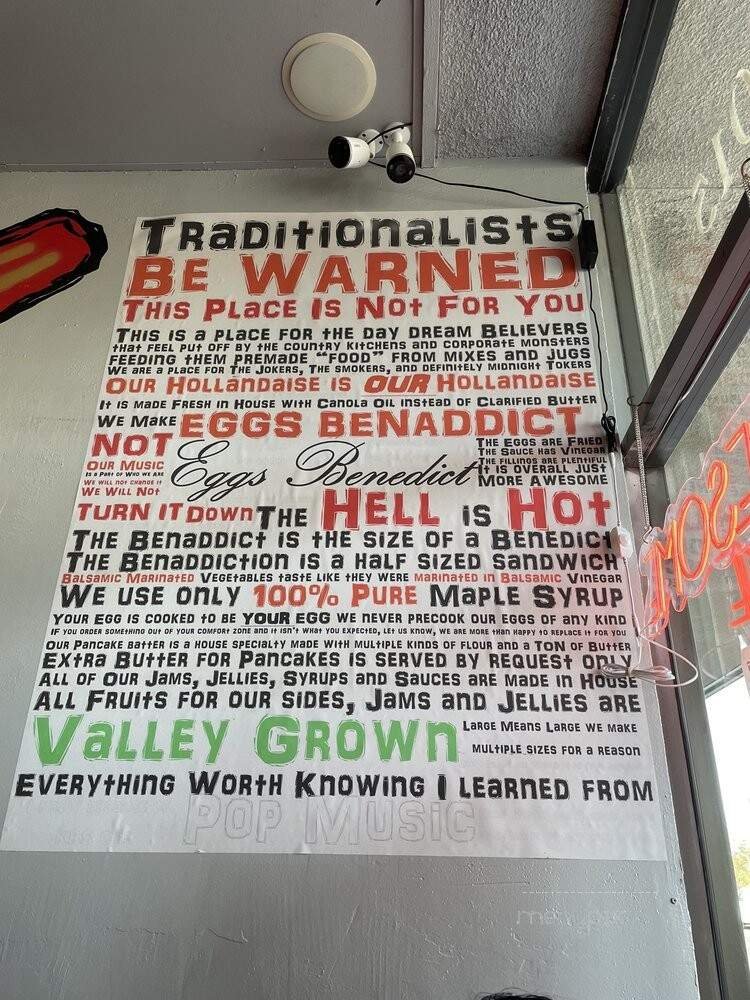 TRADITIONALISTS
BE WARNED
THIS PLACE IS NOT FOR YOU
THIS IS A PLACE FOR THE DAY DREAM BELIEVERS
THAT FEEL PUT OFF BY THE COUNTRY KITCHENS AND CORPORATE MONSTERS
FEEDING THEM PREMADE "FOOD" FROM MIXES AND JUGS
WE ARE A PLACE FOR THE JOKERS, THE SMOKERS, AND DEFINITELY MIDNIGHT TOKERS
OUR HOLLANDAISE IS OUR HOLLANDAISE
IT IS MADE FRESH IN HOUSE WITH CANOLA OIL INSTEAD OF CLARIFIED BUTTER
WE MAKE EGGS BENADDICT
NOT Eggs Benedict
THE EGGS ARE FRIED
THE SAUCE HAS VINEGAR
THE FILLINGS ARE PLENTIFUL
IT IS OVERALL JUST
MORE AWESOME
OUR MUSIC
IS A PART OF WHO WE ARE
WE WILL NOT CHANGE IT
WE WILL NOT
TURN IT DOWN THE HELL IS HOT
THE BENADDICT IS THE SIZE OF A BENEDICT
THE BENADDICTION IS A HALF SIZED SANDWICH
BALSAMIC MARINATED VEGETABLES TASTE LIKE THEY WERE MARINATED IN BALSAMIC VINEGAR
WE USE ONLY 100% PURE MAPLE SYRUP
YOUR EGG IS COOKED TO BE YOUR EGG WE NEVER PRECOOK OUR EGGS OF ANY KIND
IF YOU ORDER SOMETHING OUT OF YOUR COMFORT ZONE AND IT ISN'T WHAT YOU EXPECTED, LET US KNOW, WE ARE MORE THAN HAPPY TO REPLACE IT FOR YOU
OUR PANCAKE BATTER IS A HOUSE SPECIALTY MADE WITH MULTIPLE KINDS OF FLOUR AND A TON OF BUTTER
EXTRA BUTTER FOR PANCAKES IS SERVED BY REQUEST ONLY
ALL OF OUR JAMS, JELLIES, SYRUPS AND SAUCES ARE MADE IN HOUSE
ALL FRUITS FOR OUR SIDES, JAMS AND JELLIES ARE
VALLEY GROWN
LARGE MEANS LARGE WE MAKE
MULTIPLE SIZES FOR A REASON
EVERYTHING WORTH KNOWING I LEARNED FROM
POP MUSIC